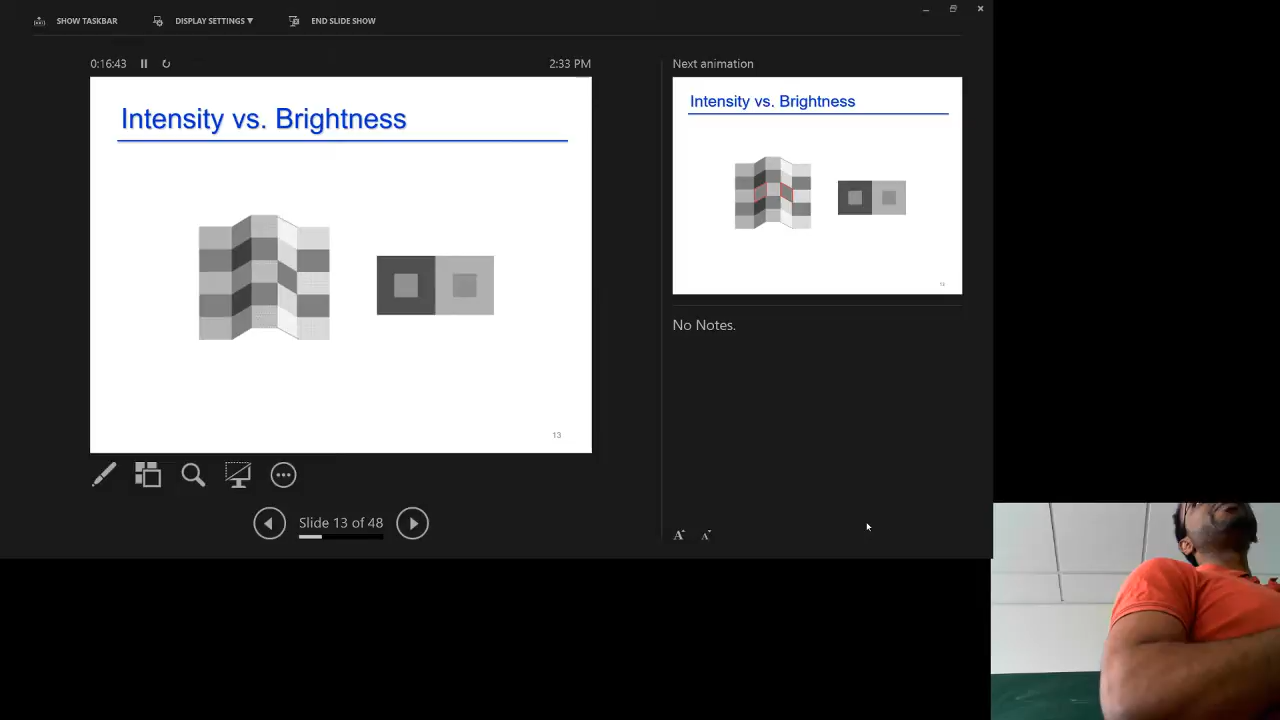 SHOW TASKBAR
DISPLAY SETTINGS ▼
END SLIDE SHOW
0:16:43
2:33 PM
Intensity vs. Brightness
13
Slide 13 of 48
Next animation
Intensity vs. Brightness
No Notes.
A
A